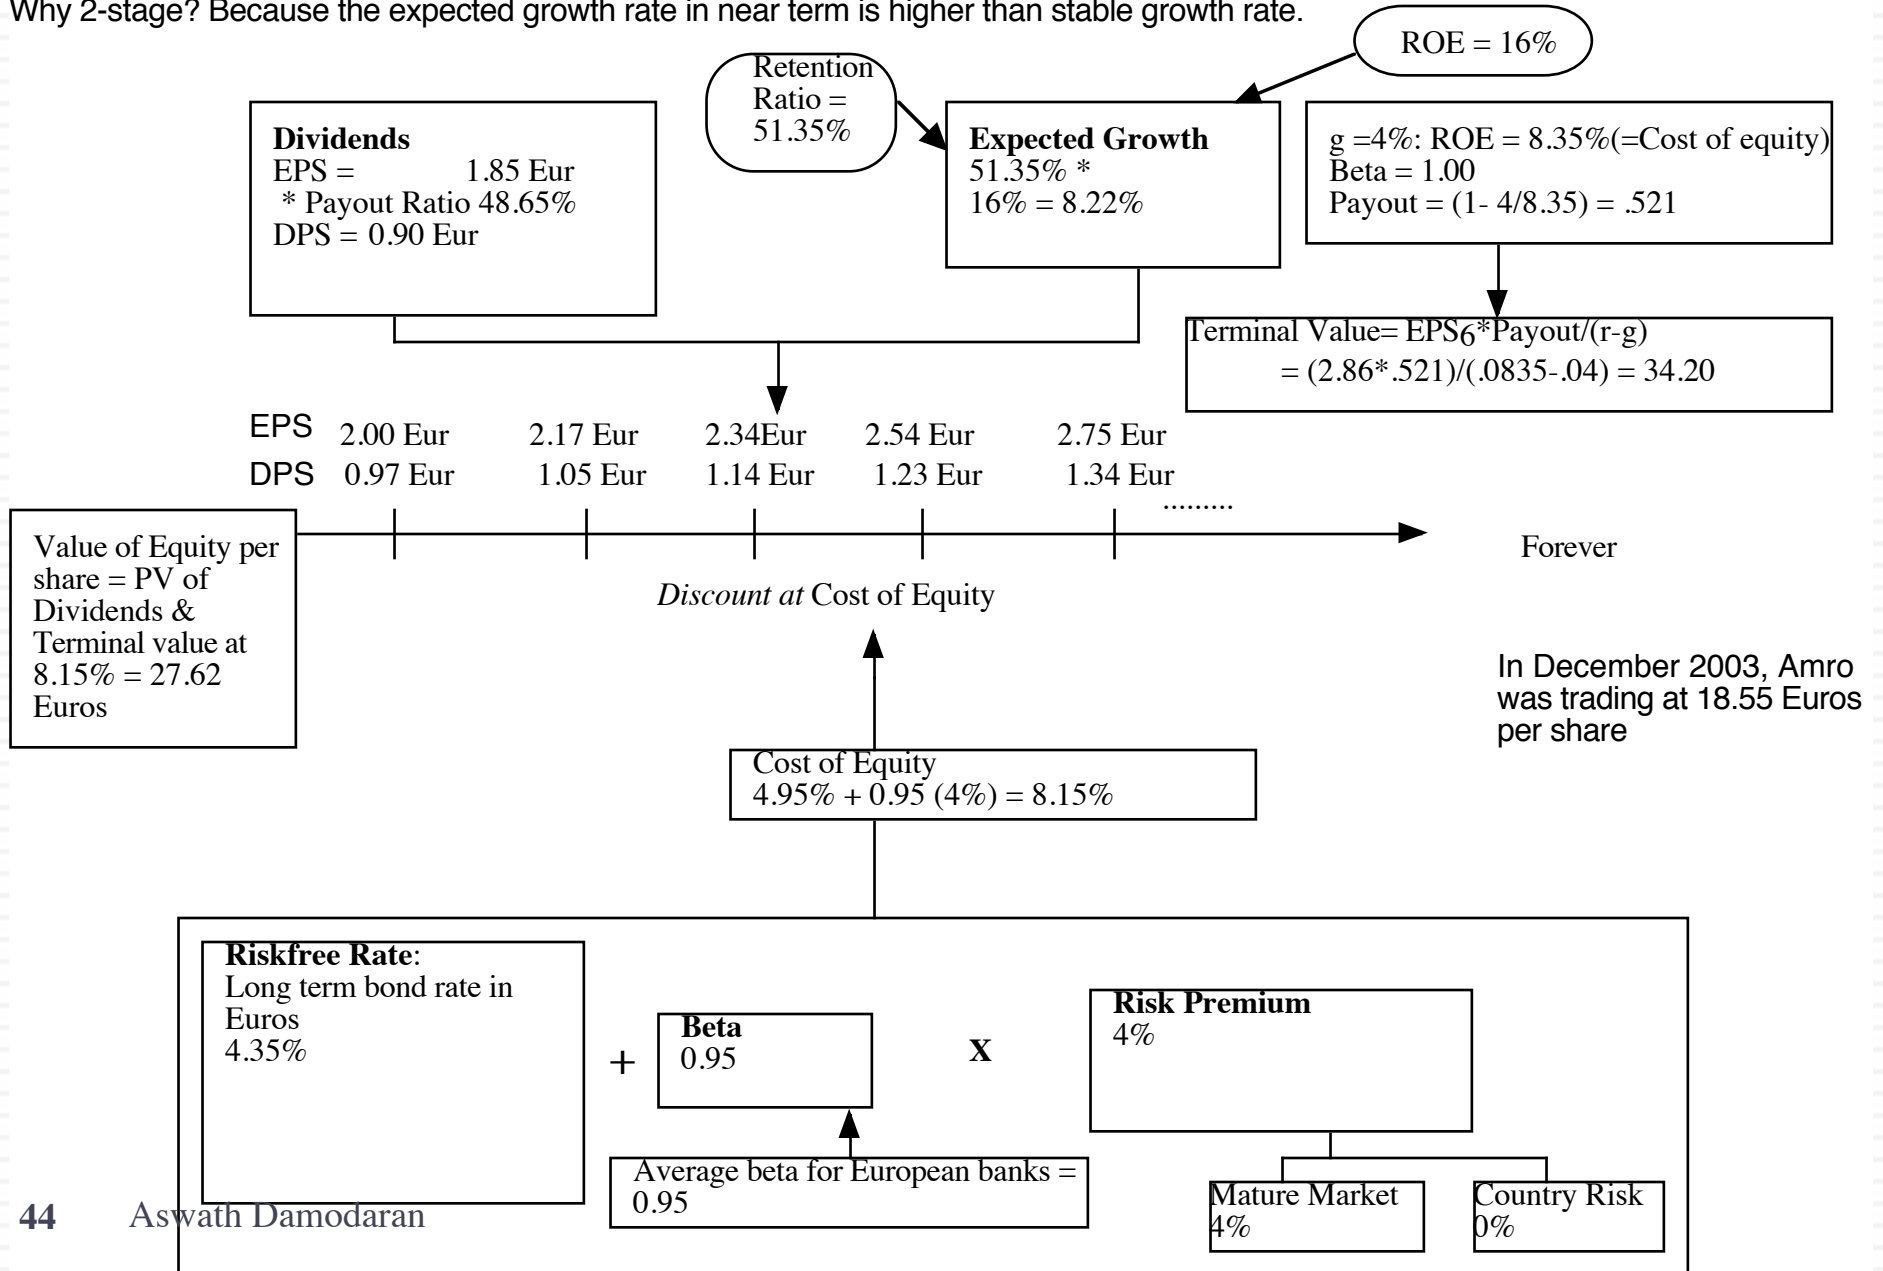 Why 2-stage? Because the expected growth rate in near term is higher than stable growth rate.
ROE = 16%
Retention
Ratio =
51.35%
Dividends
EPS = 1.85 Eur
* Payout Ratio 48.65%
DPS = 0.90 Eur
Expected Growth
51.35% *
16% = 8.22%
g =4%: ROE = 8.35%(=Cost of equity)
Beta = 1.00
Payout = (1- 4/8.35) = .521
Terminal Value= EPS6*Payout/(r-g)
= (2.86*.521)/(.0835-.04) = 34.20
EPS 2.00 Eur 2.17 Eur 2.34Eur 2.54 Eur 2.75 Eur
DPS 0.97 Eur 1.05 Eur 1.14 Eur 1.23 Eur 1.34 Eur
.........
Value of Equity per
share = PV of
Dividends &
Terminal value at
8.15% = 27.62
Euros
Forever
Discount at Cost of Equity
In December 2003, Amro
was trading at 18.55 Euros
per share
Cost of Equity
4.95% + 0.95 (4%) = 8.15%
Riskfree Rate:
Long term bond rate in
Euros
4.35%
+
Beta
0.95
X
Risk Premium
4%
Average beta for European banks =
0.95
Mature Market
4%
Country Risk
0%
44 Aswath Damodaran